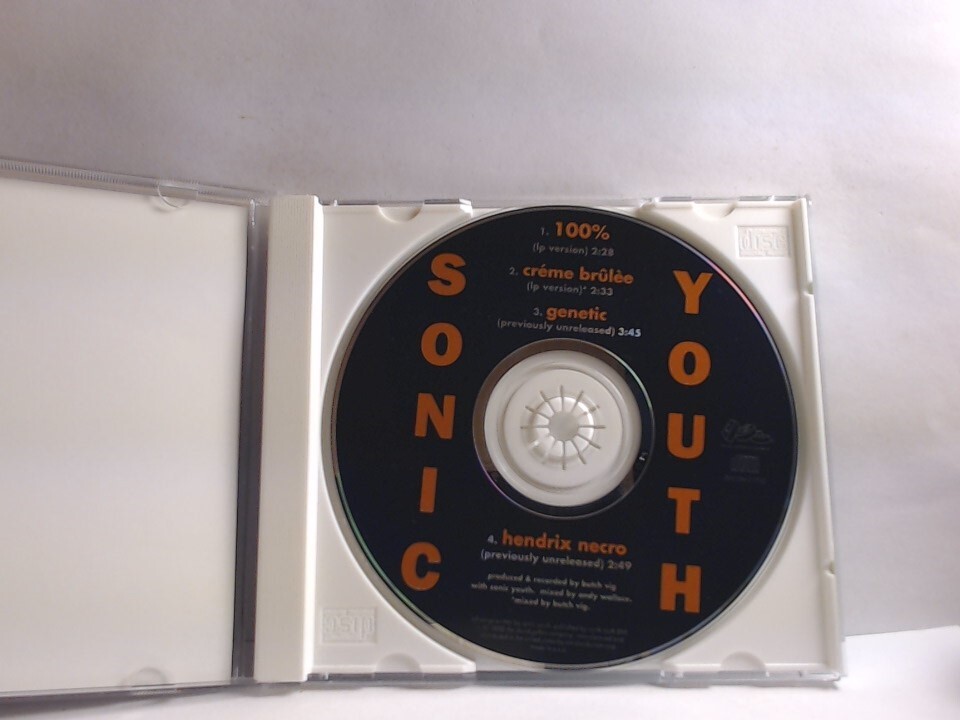 SONIC
YOUTH
1. 100%
(lp version) 2:28
2. créme brûlèe
(lp version)* 2:33
3. genetic
(previously unreleased) 3:45
4. hendrix necro
(previously unreleased) 2:49
produced & recorded by butch vig
with sonic youth. mixed by andy wallace.
*mixed by butch vig.
disc
disc